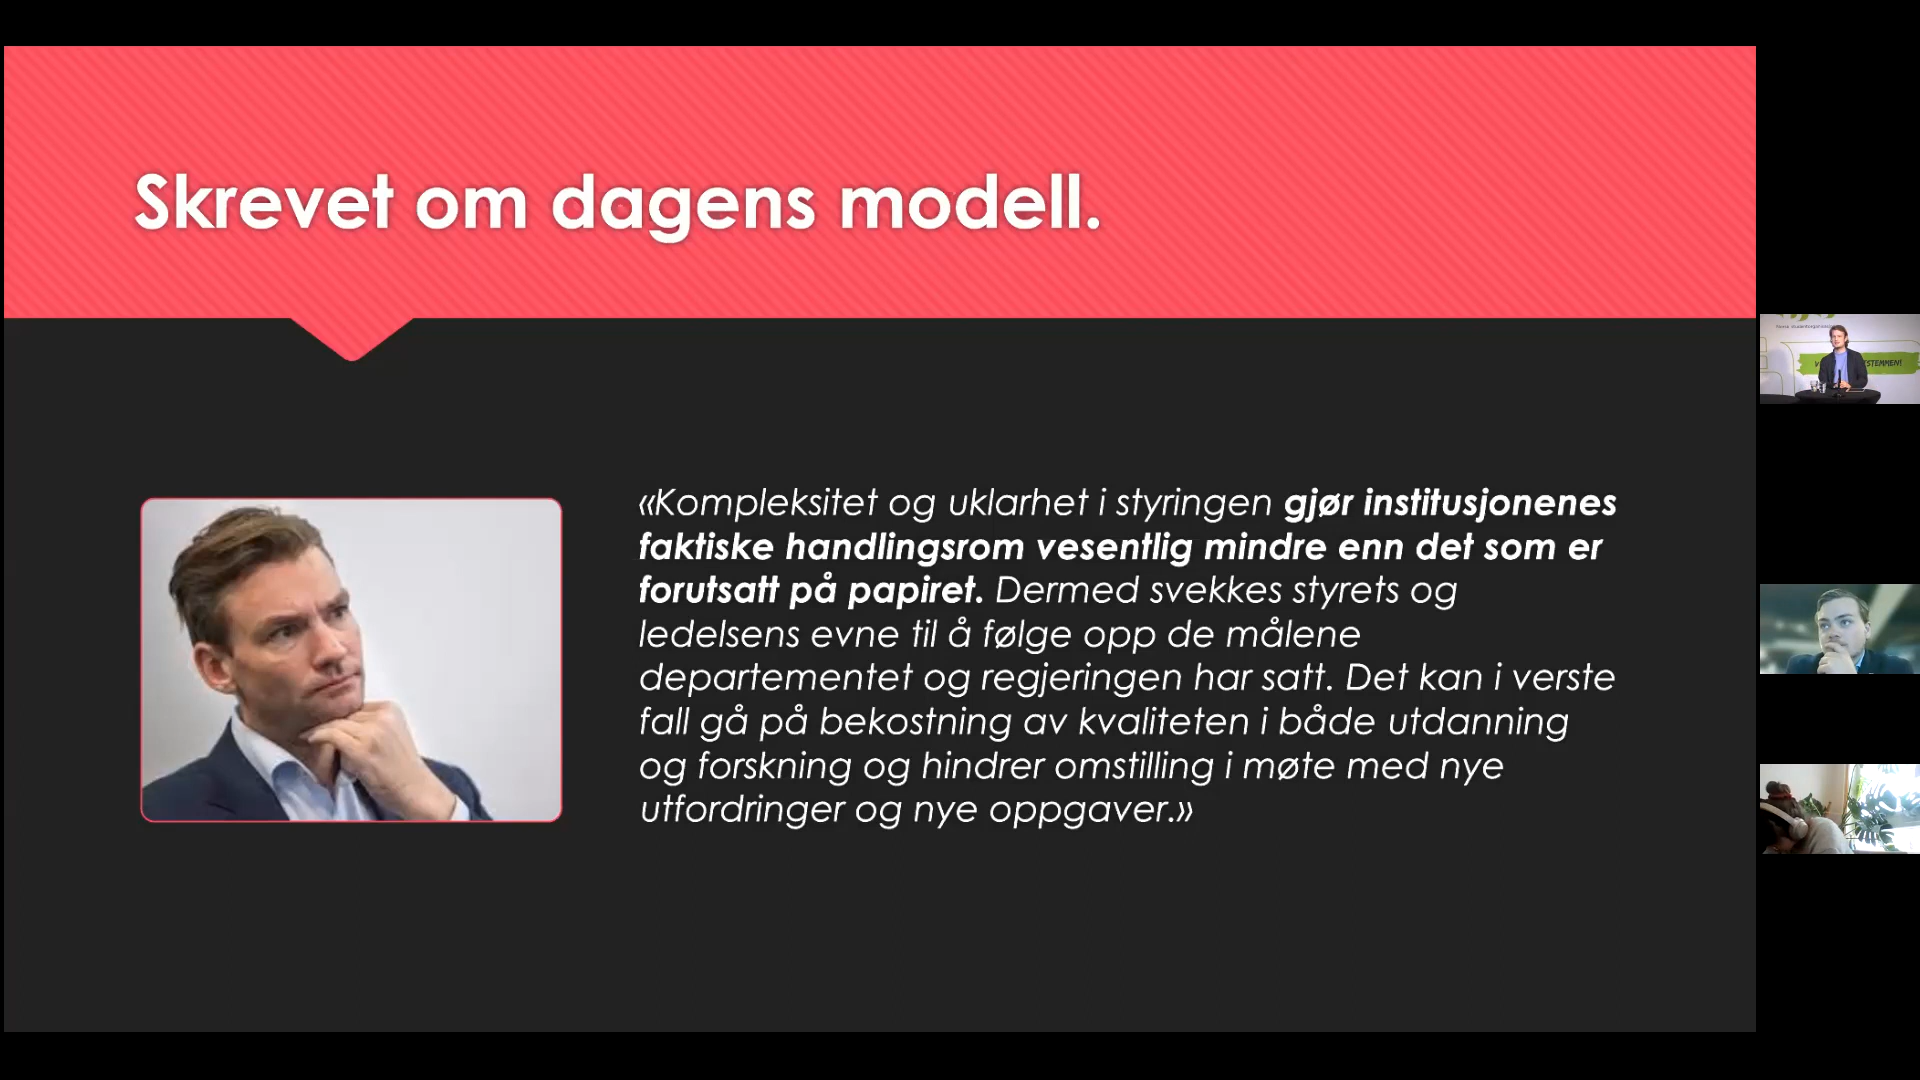 Skrevet om dagens modell.
«Kompleksitet og uklarhet i styringen gjør institusjonenes
faktiske handlingsrom vesentlig mindre enn det som er
forutsatt på papiret. Dermed svekkes styrets og
ledelsens evne til å følge opp de målene
departementet og regjeringen har satt. Det kan i verste
fall gå på bekostning av kvaliteten i både utdanning
og forskning og hindrer omstilling i møte med nye
utfordringer og nye oppgaver.»